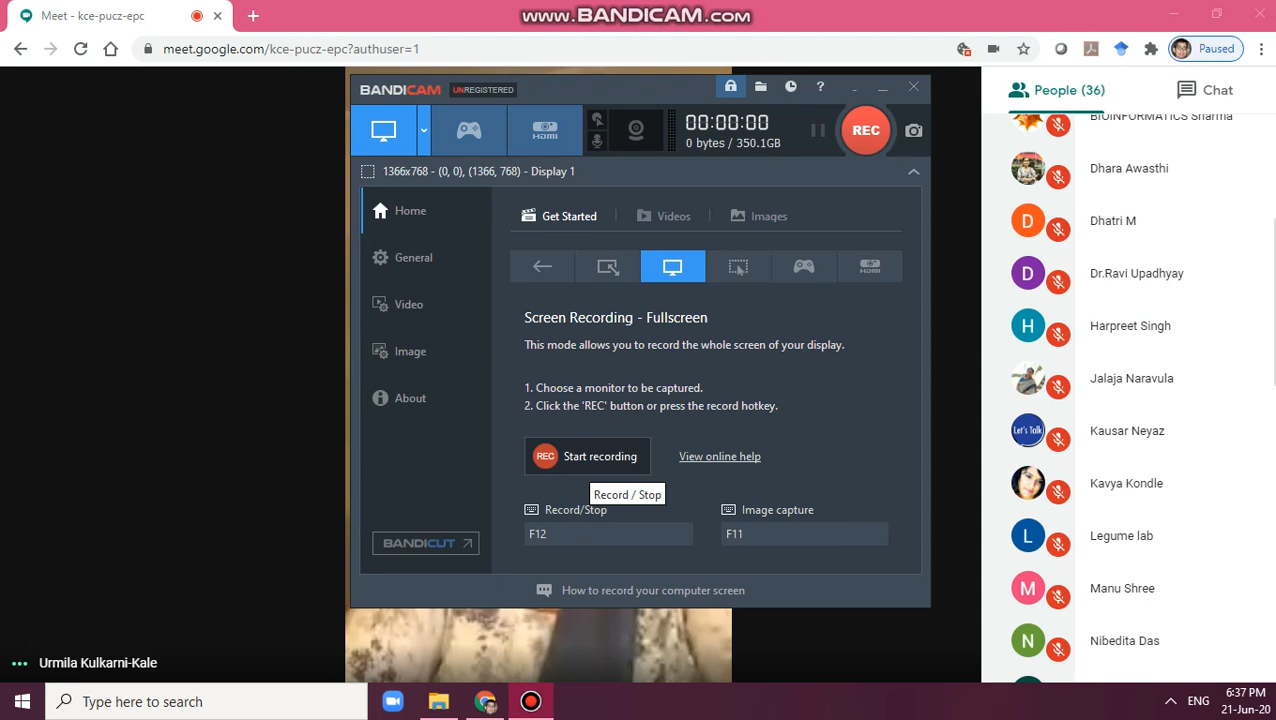 Meet - kce-pucz-epc
www.BANDICAM.com
meet.google.com/kce-pucz-epc?authuser=1
Paused
BANDICAM UNREGISTERED
HDMI
00:00:00
0 bytes / 350.1GB
REC
1366x768 - (0, 0), (1366, 768) - Display 1
Home
General
Video
Image
About
BANDICUT
Get Started
Videos
Images
HDMI
Screen Recording - Fullscreen
This mode allows you to record the whole screen of your display.
1. Choose a monitor to be captured.
2. Click the 'REC' button or press the record hotkey.
REC Start recording
View online help
Record / Stop
Record/Stop
Image capture
F12
F11
How to record your computer screen
Urmila Kulkarni-Kale
People (36)
Chat
BIOINFORMATICS Sharma
Dhara Awasthi
D Dhatri M
D Dr.Ravi Upadhyay
H Harpreet Singh
Jalaja Naravula
Let's Talk Kausar Neyaz
Kavya Kondle
L Legume lab
M Manu Shree
N Nibedita Das
Type here to search
ENG
6:37 PM
21-Jun-20